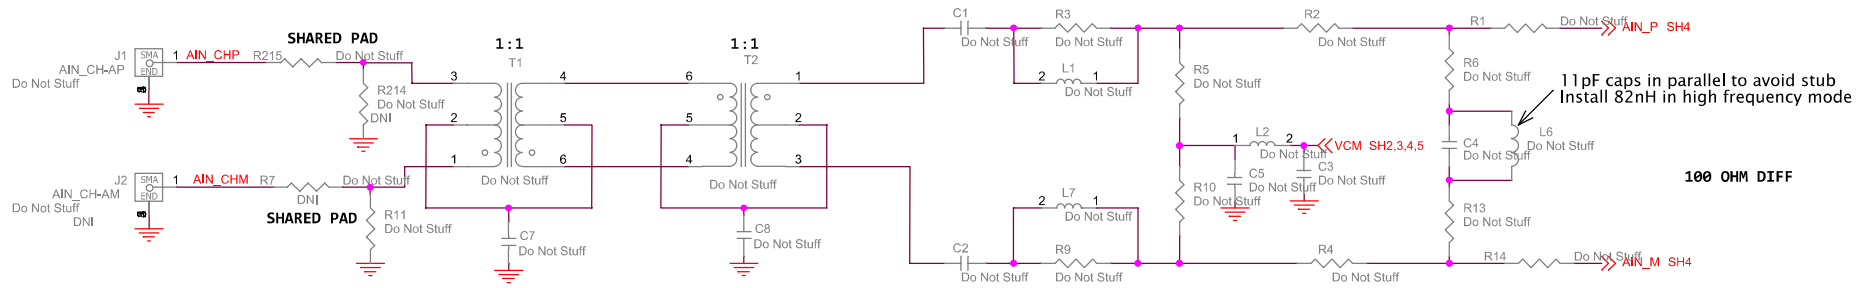 J1
AIN_CH-AP
Do Not Stuff
SMA
END
1
AIN_CHP
R215
SHARED PAD
Do Not Stuff
R214
Do Not Stuff
DNI
J2
AIN_CH-AM
Do Not Stuff
DNI
SMA
END
1
AIN_CHM
R7
DNI
SHARED PAD
Do Not Stuff
R11
Do Not Stuff
1:1
T1
3
2
1
4
5
6
Do Not Stuff
C7
Do Not Stuff
1:1
T2
6
5
4
1
2
3
Do Not Stuff
C8
Do Not Stuff
C1
Do Not Stuff
R3
Do Not Stuff
2
L1
1
Do Not Stuff
C2
Do Not Stuff
2
L7
1
Do Not Stuff
R9
Do Not Stuff
R5
Do Not Stuff
R10
Do Not Stuff
1
L2
2
Do Not Stuff
VCM SH2,3,4,5
C5
Do Not Stuff
C3
Do Not Stuff
R2
Do Not Stuff
R4
Do Not Stuff
R1
Do Not Stuff
AIN_P SH4
R6
Do Not Stuff
11pF caps in parallel to avoid stub
Install 82nH in high frequency mode
C4
Do Not Stuff
L6
Do Not Stuff
100 OHM DIFF
R13
Do Not Stuff
R14
Do Not Stuff
AIN_M SH4